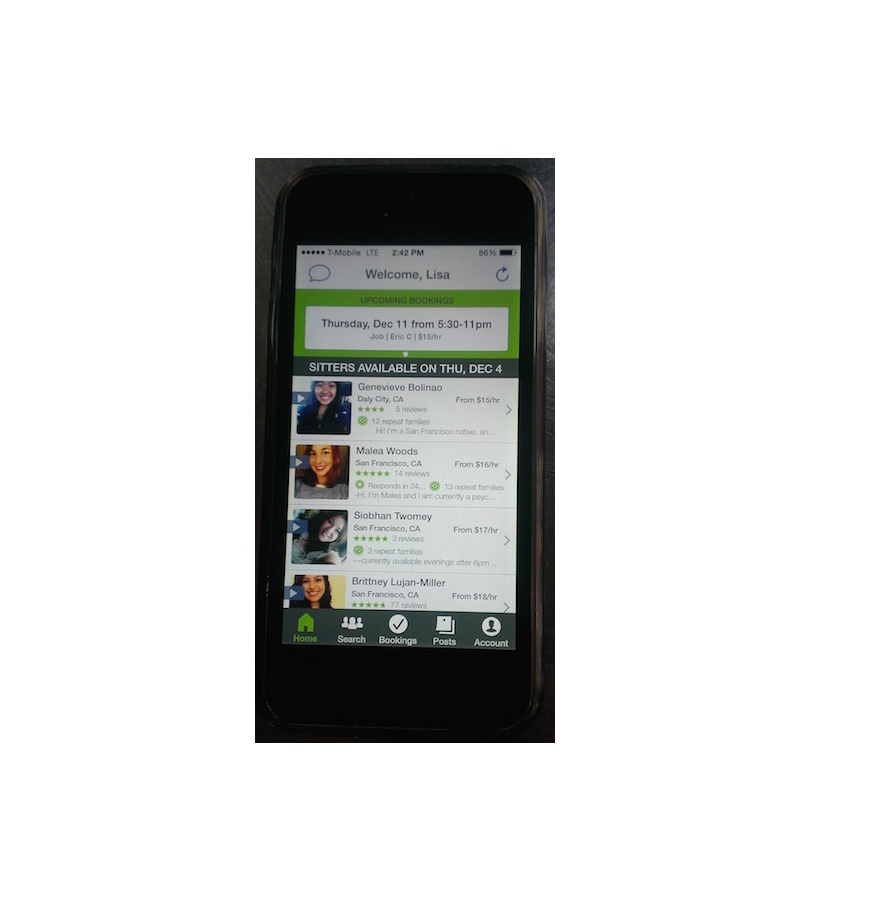 T-Mobile LTE 2:42 PM 86%
Welcome, Lisa
UPCOMING BOOKINGS
Thursday, Dec 11 from 5:30-11pm
Job | Eric C | $15/hr
SITTERS AVAILABLE ON THU, DEC 4
Genevieve Bolinao
Daly City, CA From $15/hr
5 reviews
12 repeat families
Hi! I'm a San Francisco native, an...
Malea Woods
San Francisco, CA From $16/hr
14 reviews
Responds in 24... 13 repeat families
-Hi, I'm Malea and I am currently a psyc...
Siobhan Twomey
San Francisco, CA From $17/hr
3 reviews
3 repeat families
~~currently available evenings after 6pm...
Brittney Lujan-Miller
San Francisco, CA From $18/hr
77 reviews
Home Search Bookings Posts Account